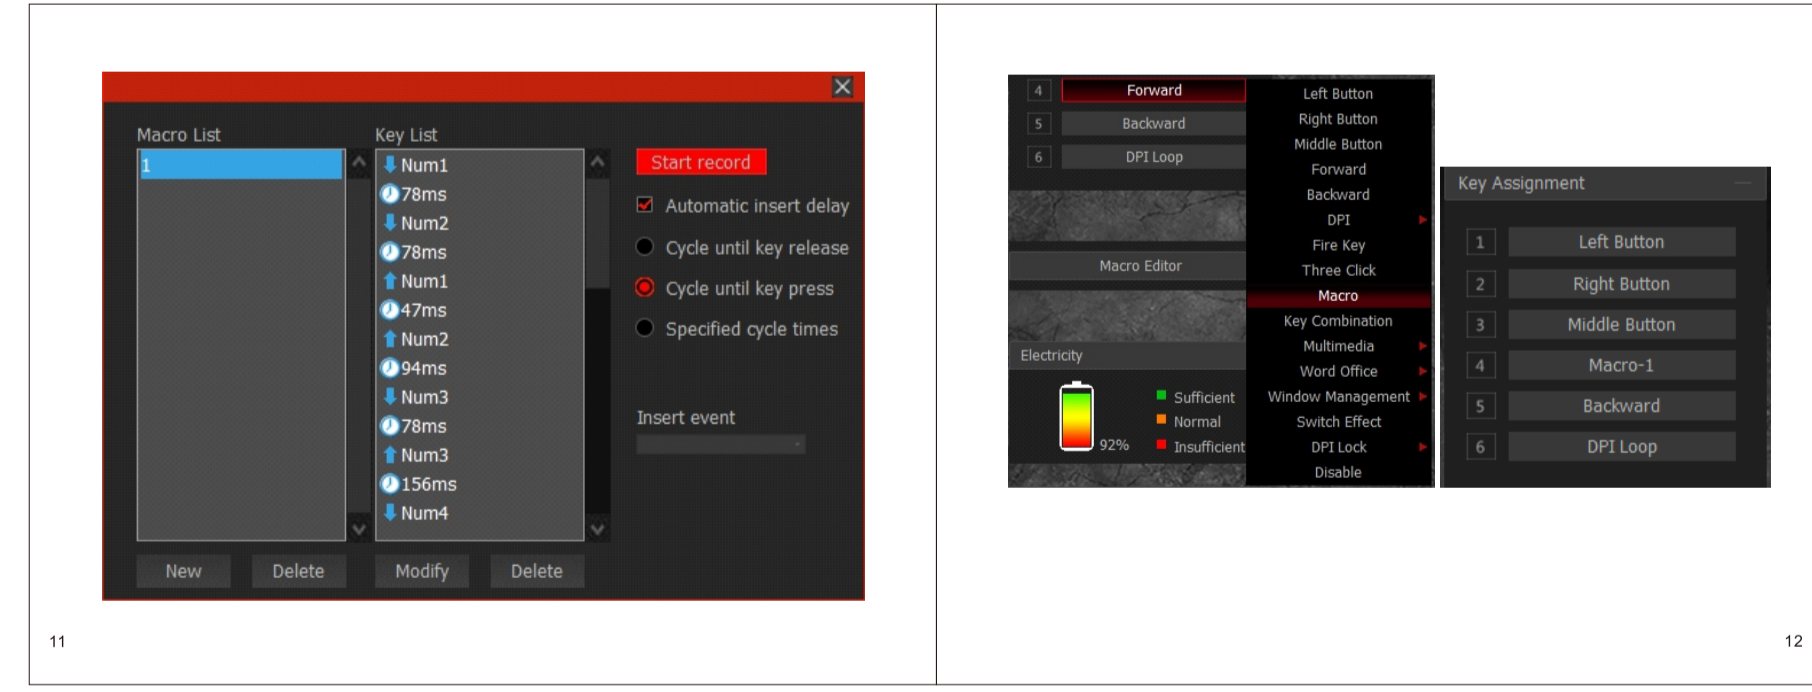 Macro List
1
New
Delete
Key List
Num1
78ms
Num2
78ms
Num1
47ms
Num2
94ms
Num3
78ms
Num3
156ms
Num4
Modify
Delete
Start record
Automatic insert delay
Cycle until key release
Cycle until key press
Specified cycle times
Insert event
11
4 Forward
5 Backward
6 DPI Loop
Macro Editor
Electricity
92%
Sufficient
Normal
Insufficient
Left Button
Right Button
Middle Button
Forward
Backward
DPI
Fire Key
Three Click
Macro
Key Combination
Multimedia
Word Office
Window Management
Switch Effect
DPI Lock
Disable
Key Assignment
1 Left Button
2 Right Button
3 Middle Button
4 Macro-1
5 Backward
6 DPI Loop
12